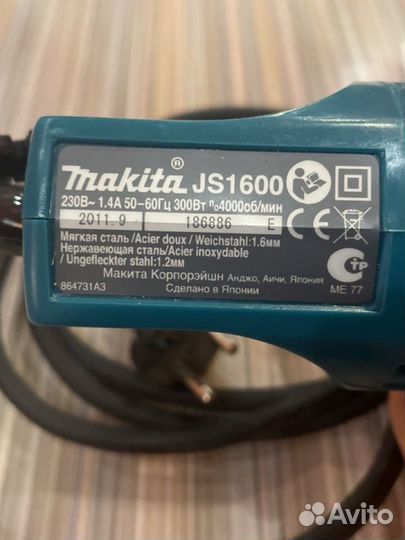 makita® JS1600
230В~ 1.4А 50-60Гц 300Вт n₀4000об/мин
2011.9 186886 E
Мягкая сталь/Acier doux / Weichstahl:1.6мм
Нержавеющая сталь/Acier inoxydable
/ Ungefleckter stahl:1.2мм
Макита Корпорэйшн Анджо, Аичи, Япония
864731A3 Сделано в Японии ME 77
Avito